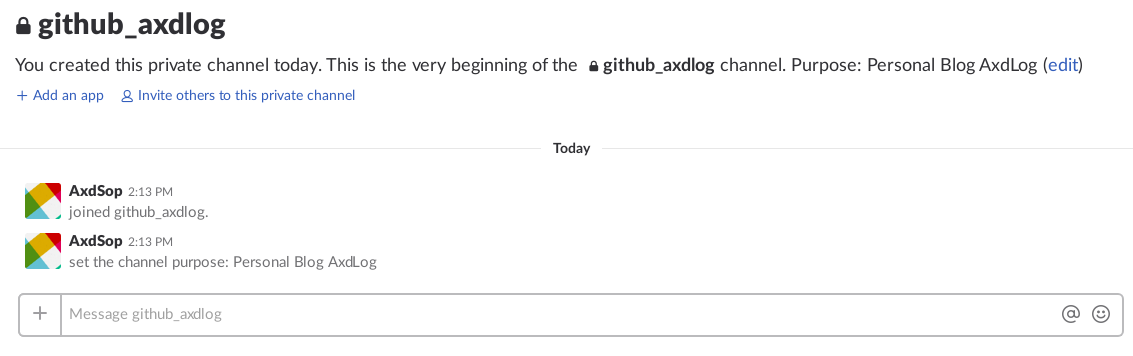 github_axdlog
You created this private channel today. This is the very beginning of the github_axdlog channel. Purpose: Personal Blog AxdLog (edit)
+ Add an app Invite others to this private channel
Today
AxdSop 2:13 PM
joined github_axdlog.
AxdSop 2:13 PM
set the channel purpose: Personal Blog AxdLog
+ Message github_axdlog @